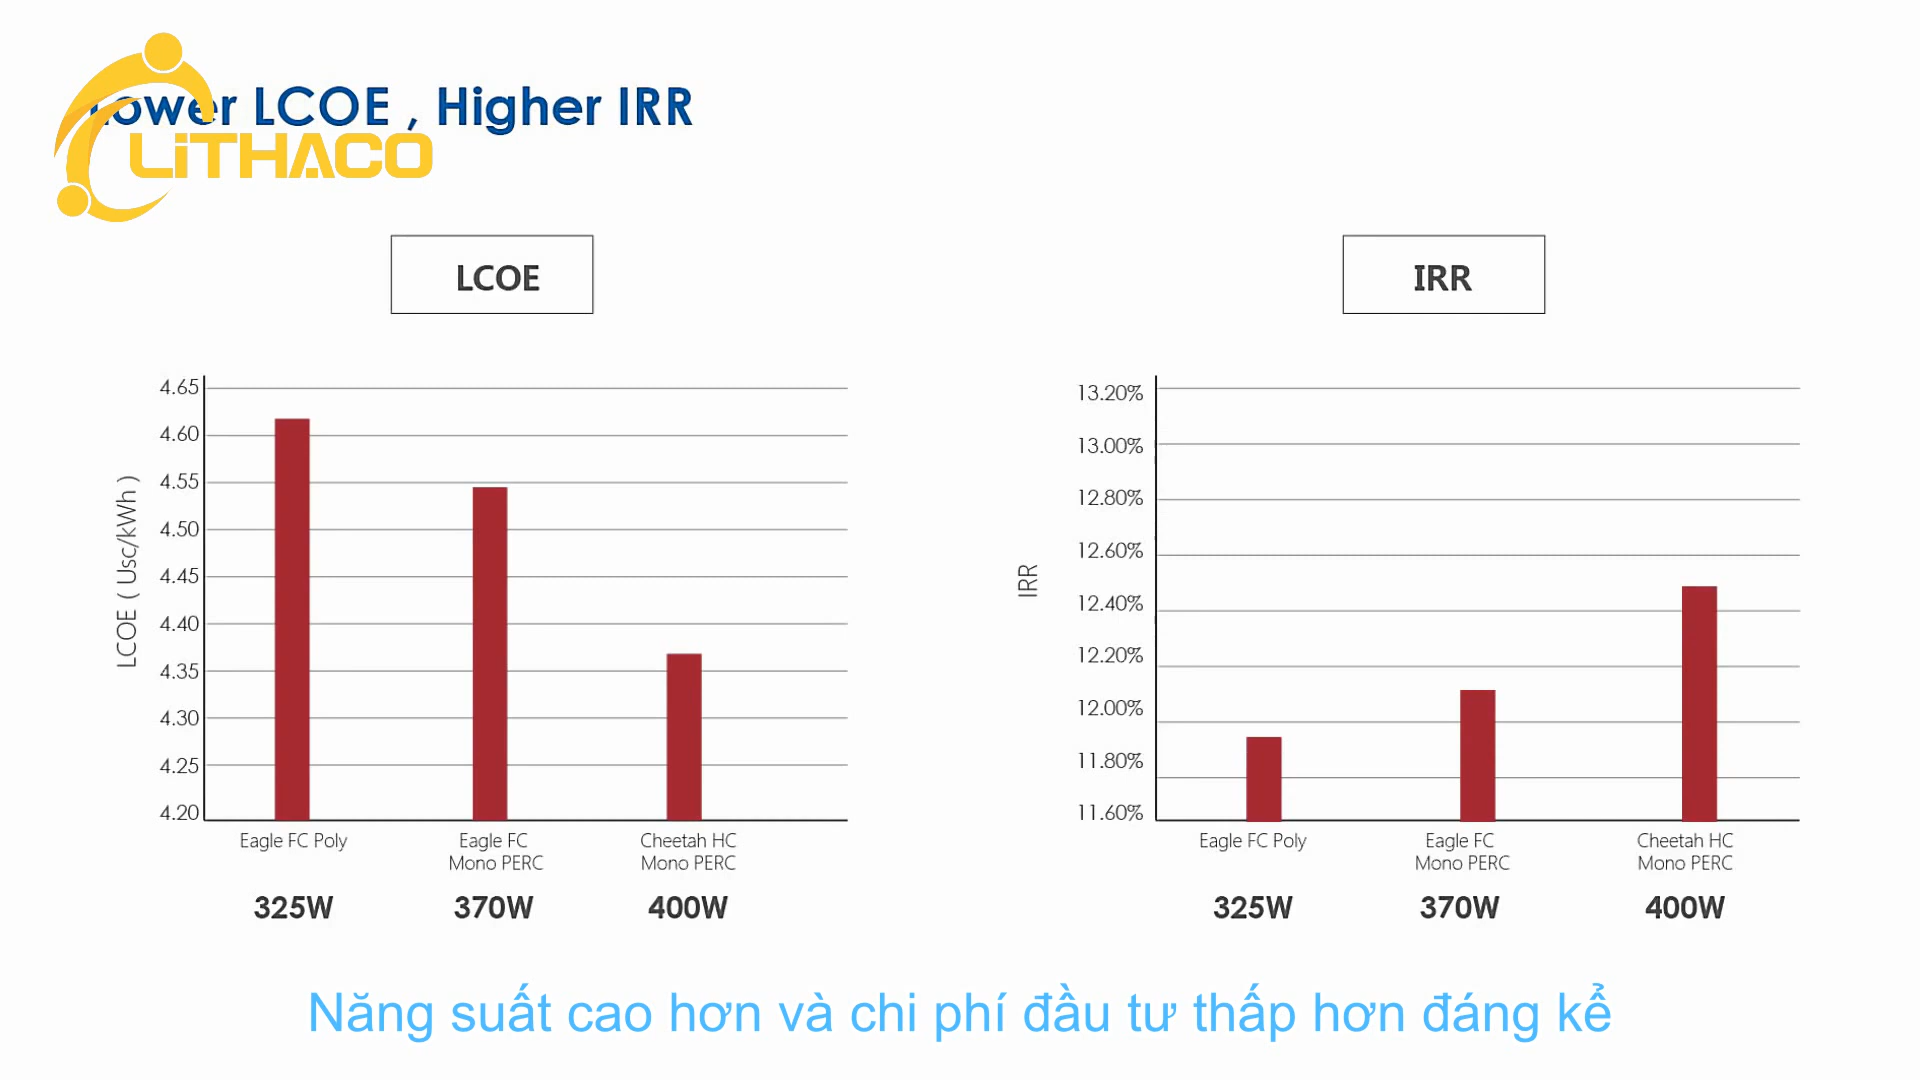 Lower LCOE , Higher IRR
LiTHACO
LCOE
IRR
4.65
4.60
4.55
4.50
4.45
4.40
4.35
4.30
4.25
4.20
LCOE ( Usc/kWh )
Eagle FC Poly
Eagle FC
Mono PERC
Cheetah HC
Mono PERC
325W
370W
400W
13.20%
13.00%
12.80%
12.60%
12.40%
12.20%
12.00%
11.80%
11.60%
IRR
Eagle FC Poly
Eagle FC
Mono PERC
Cheetah HC
Mono PERC
325W
370W
400W
Năng suất cao hơn và chi phí đầu tư thấp hơn đáng kể